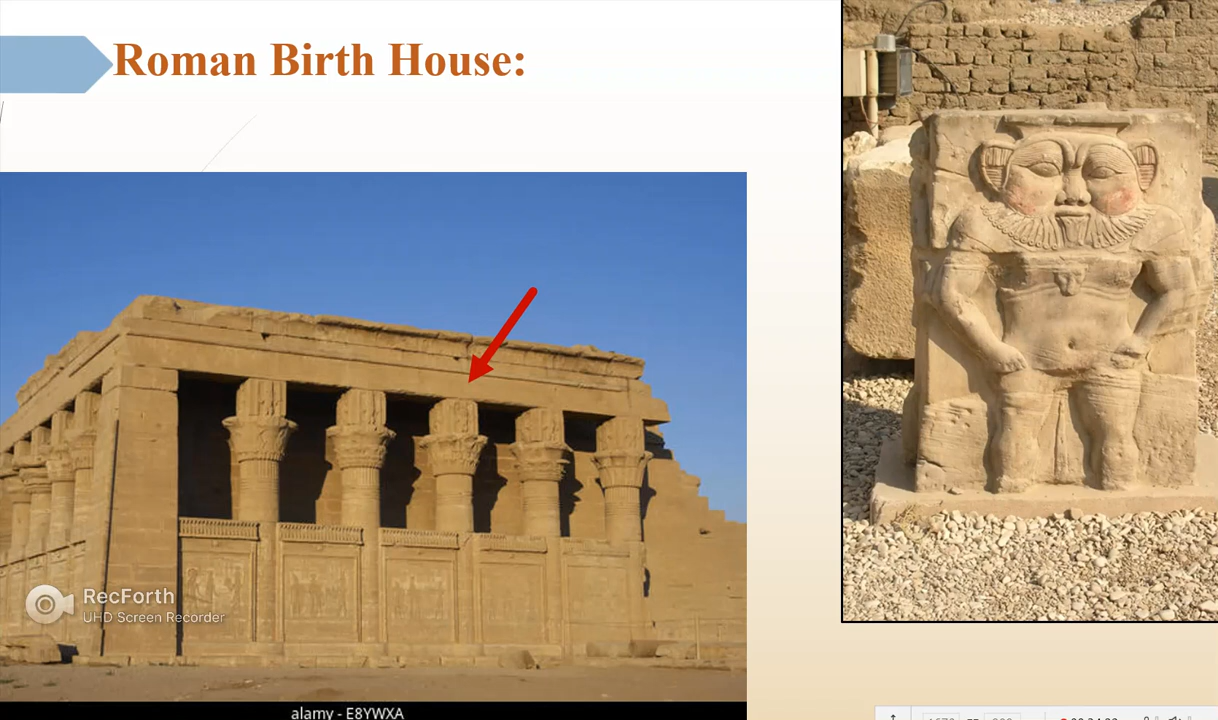 Roman Birth House:
RecForth
UHD Screen Recorder
alamy - E8YWXA